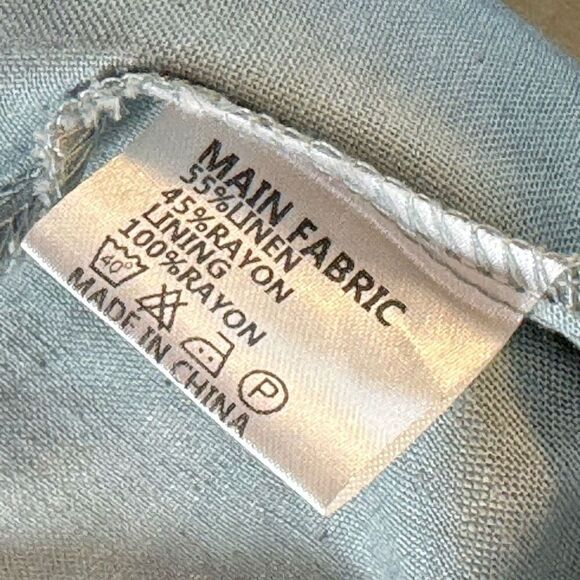 MAIN FABRIC
55%LINEN
45%RAYON
LINING
100%RAYON
40° P
MADE IN CHINA